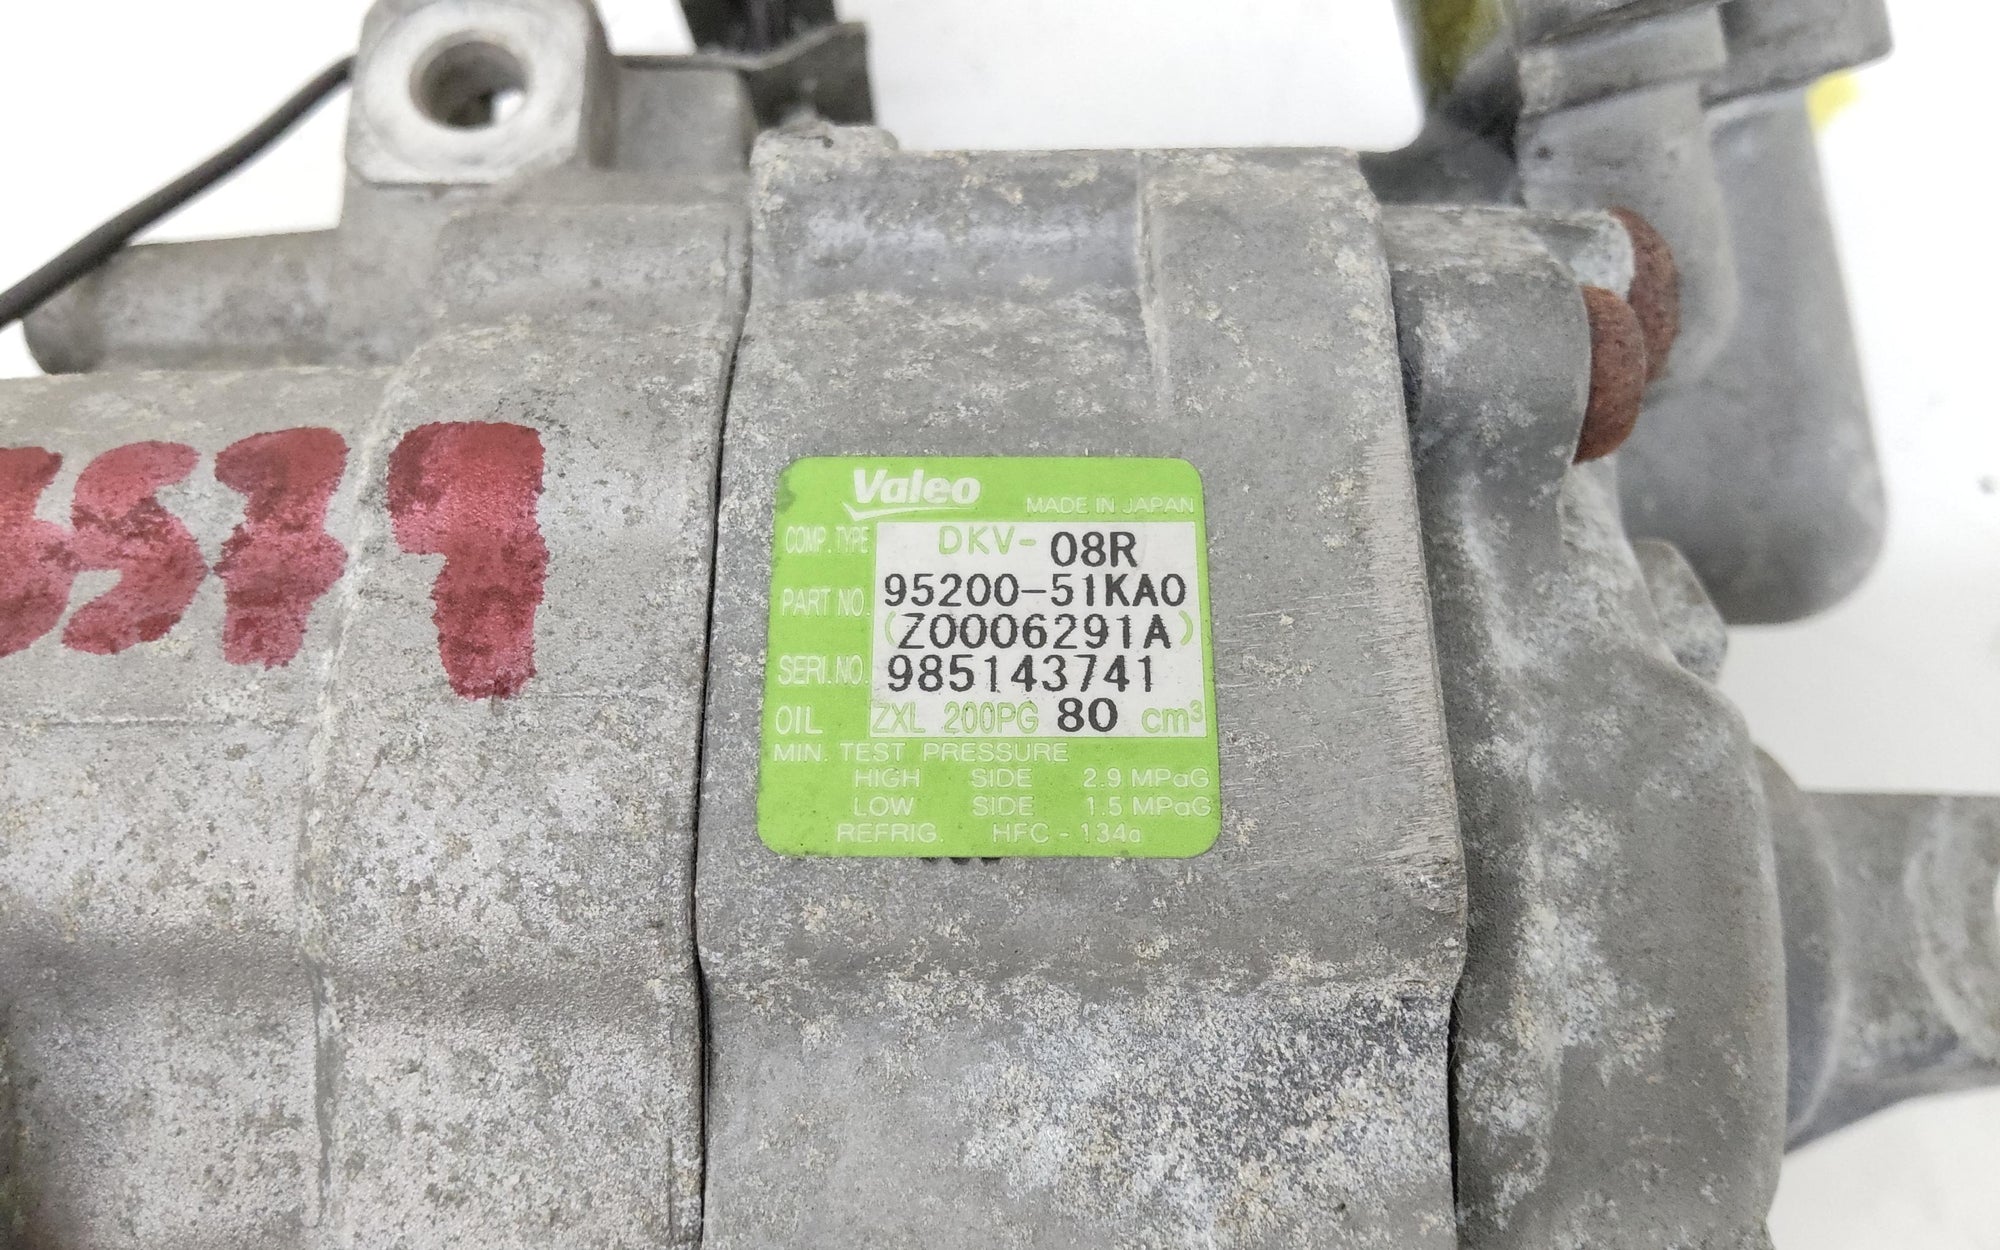 Valeo
MADE IN JAPAN
COMP. TYPE DKV- 08R
PART NO. 95200-51KA0
(Z0006291A)
SERI. NO. 985143741
OIL ZXL 200PG 80 cm³
MIN. TEST PRESSURE
HIGH SIDE 2.9 MPaG
LOW SIDE 1.5 MPaG
REFRIG. HFC - 134a